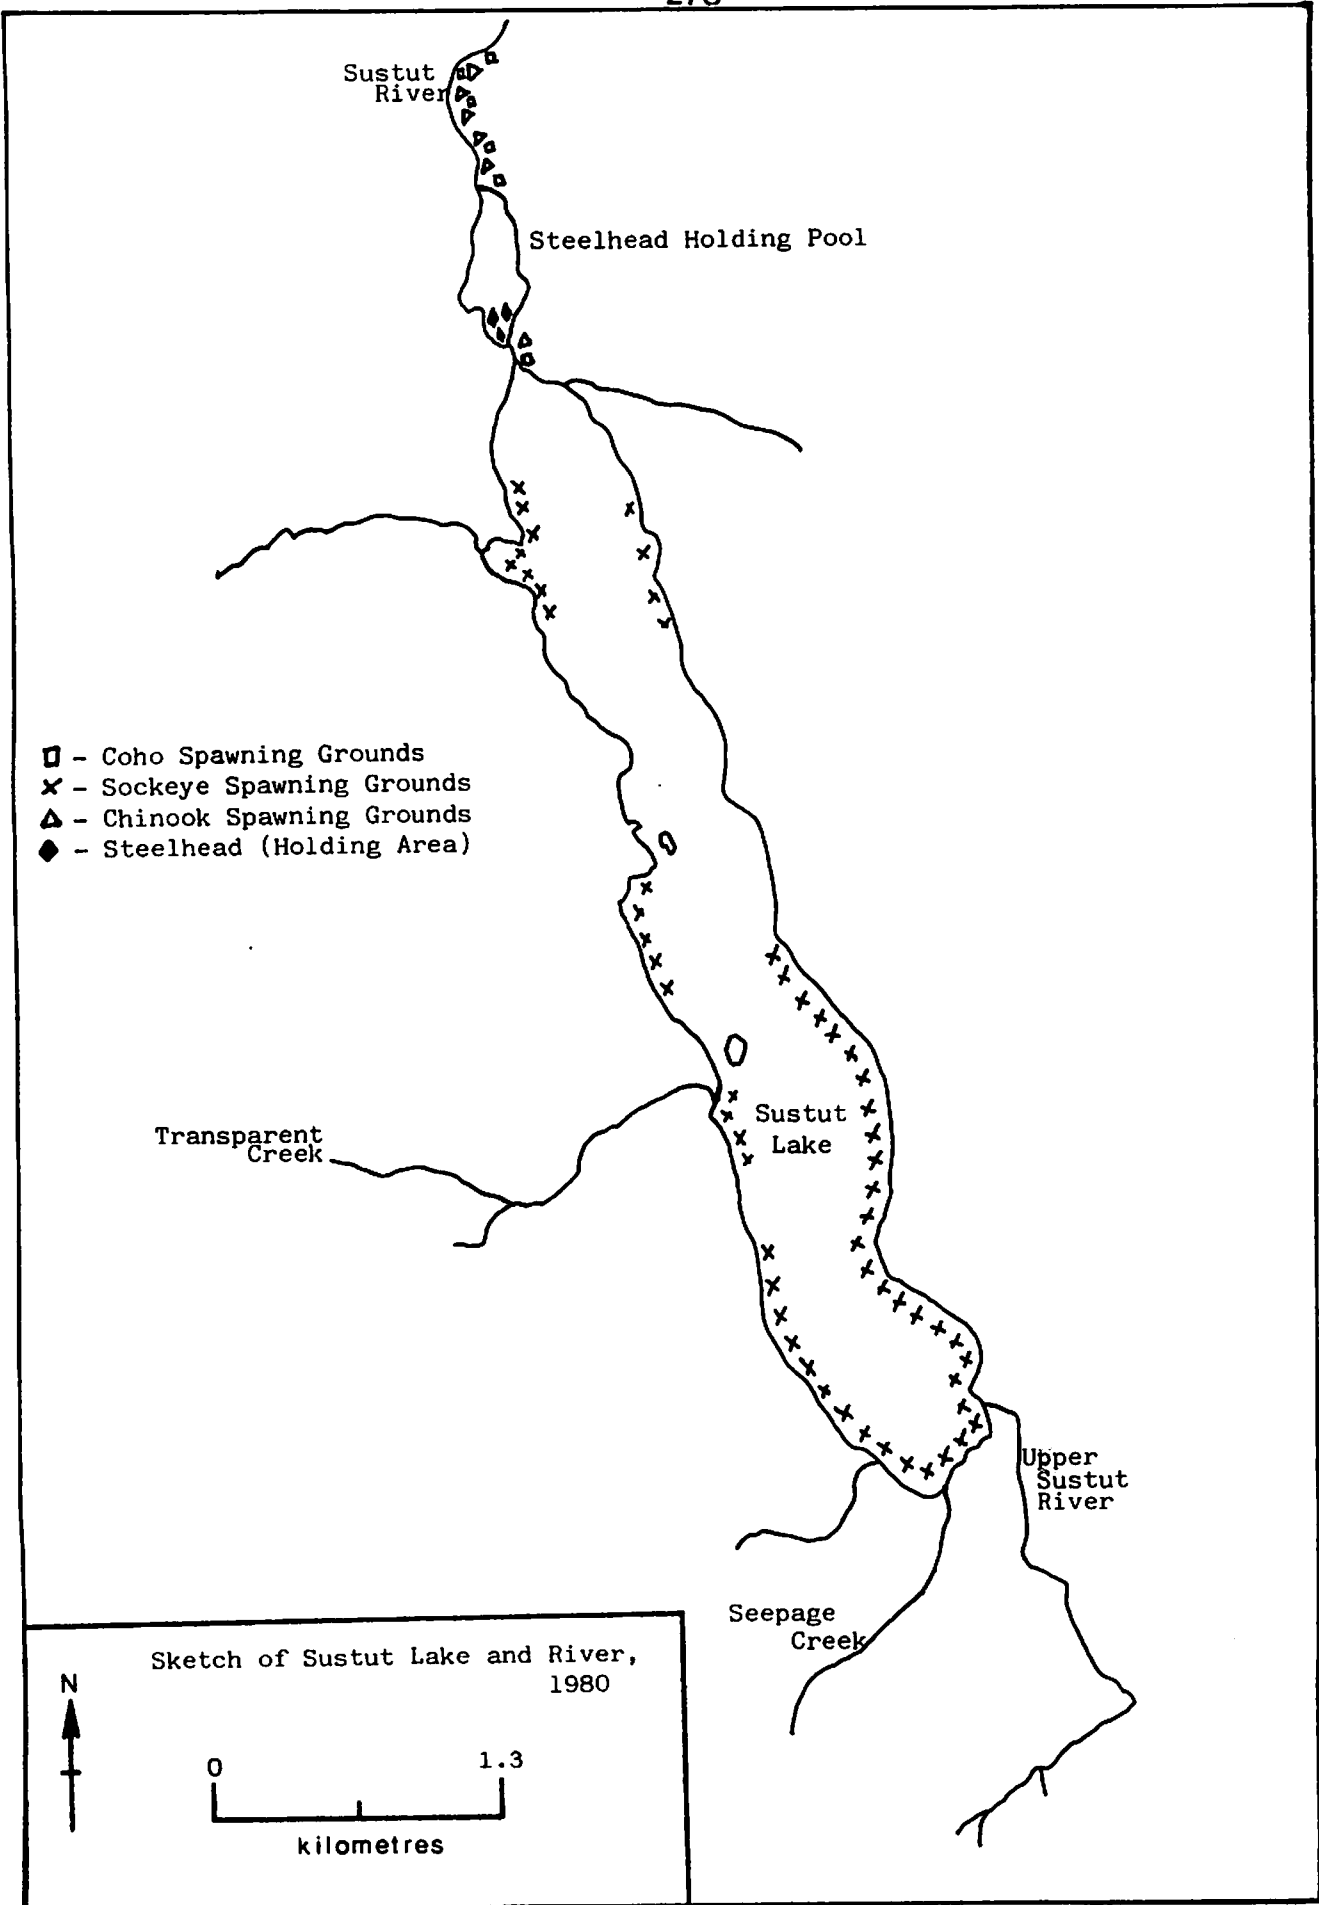 Sustut
River
Steelhead Holding Pool
- Coho Spawning Grounds
- Sockeye Spawning Grounds
- Chinook Spawning Grounds
- Steelhead (Holding Area)
Sustut
Lake
Transparent
Creek
Upper
Sustut
River
Seepage
Creek
Sketch of Sustut Lake and River,
1980
N
0 1.3
kilometres